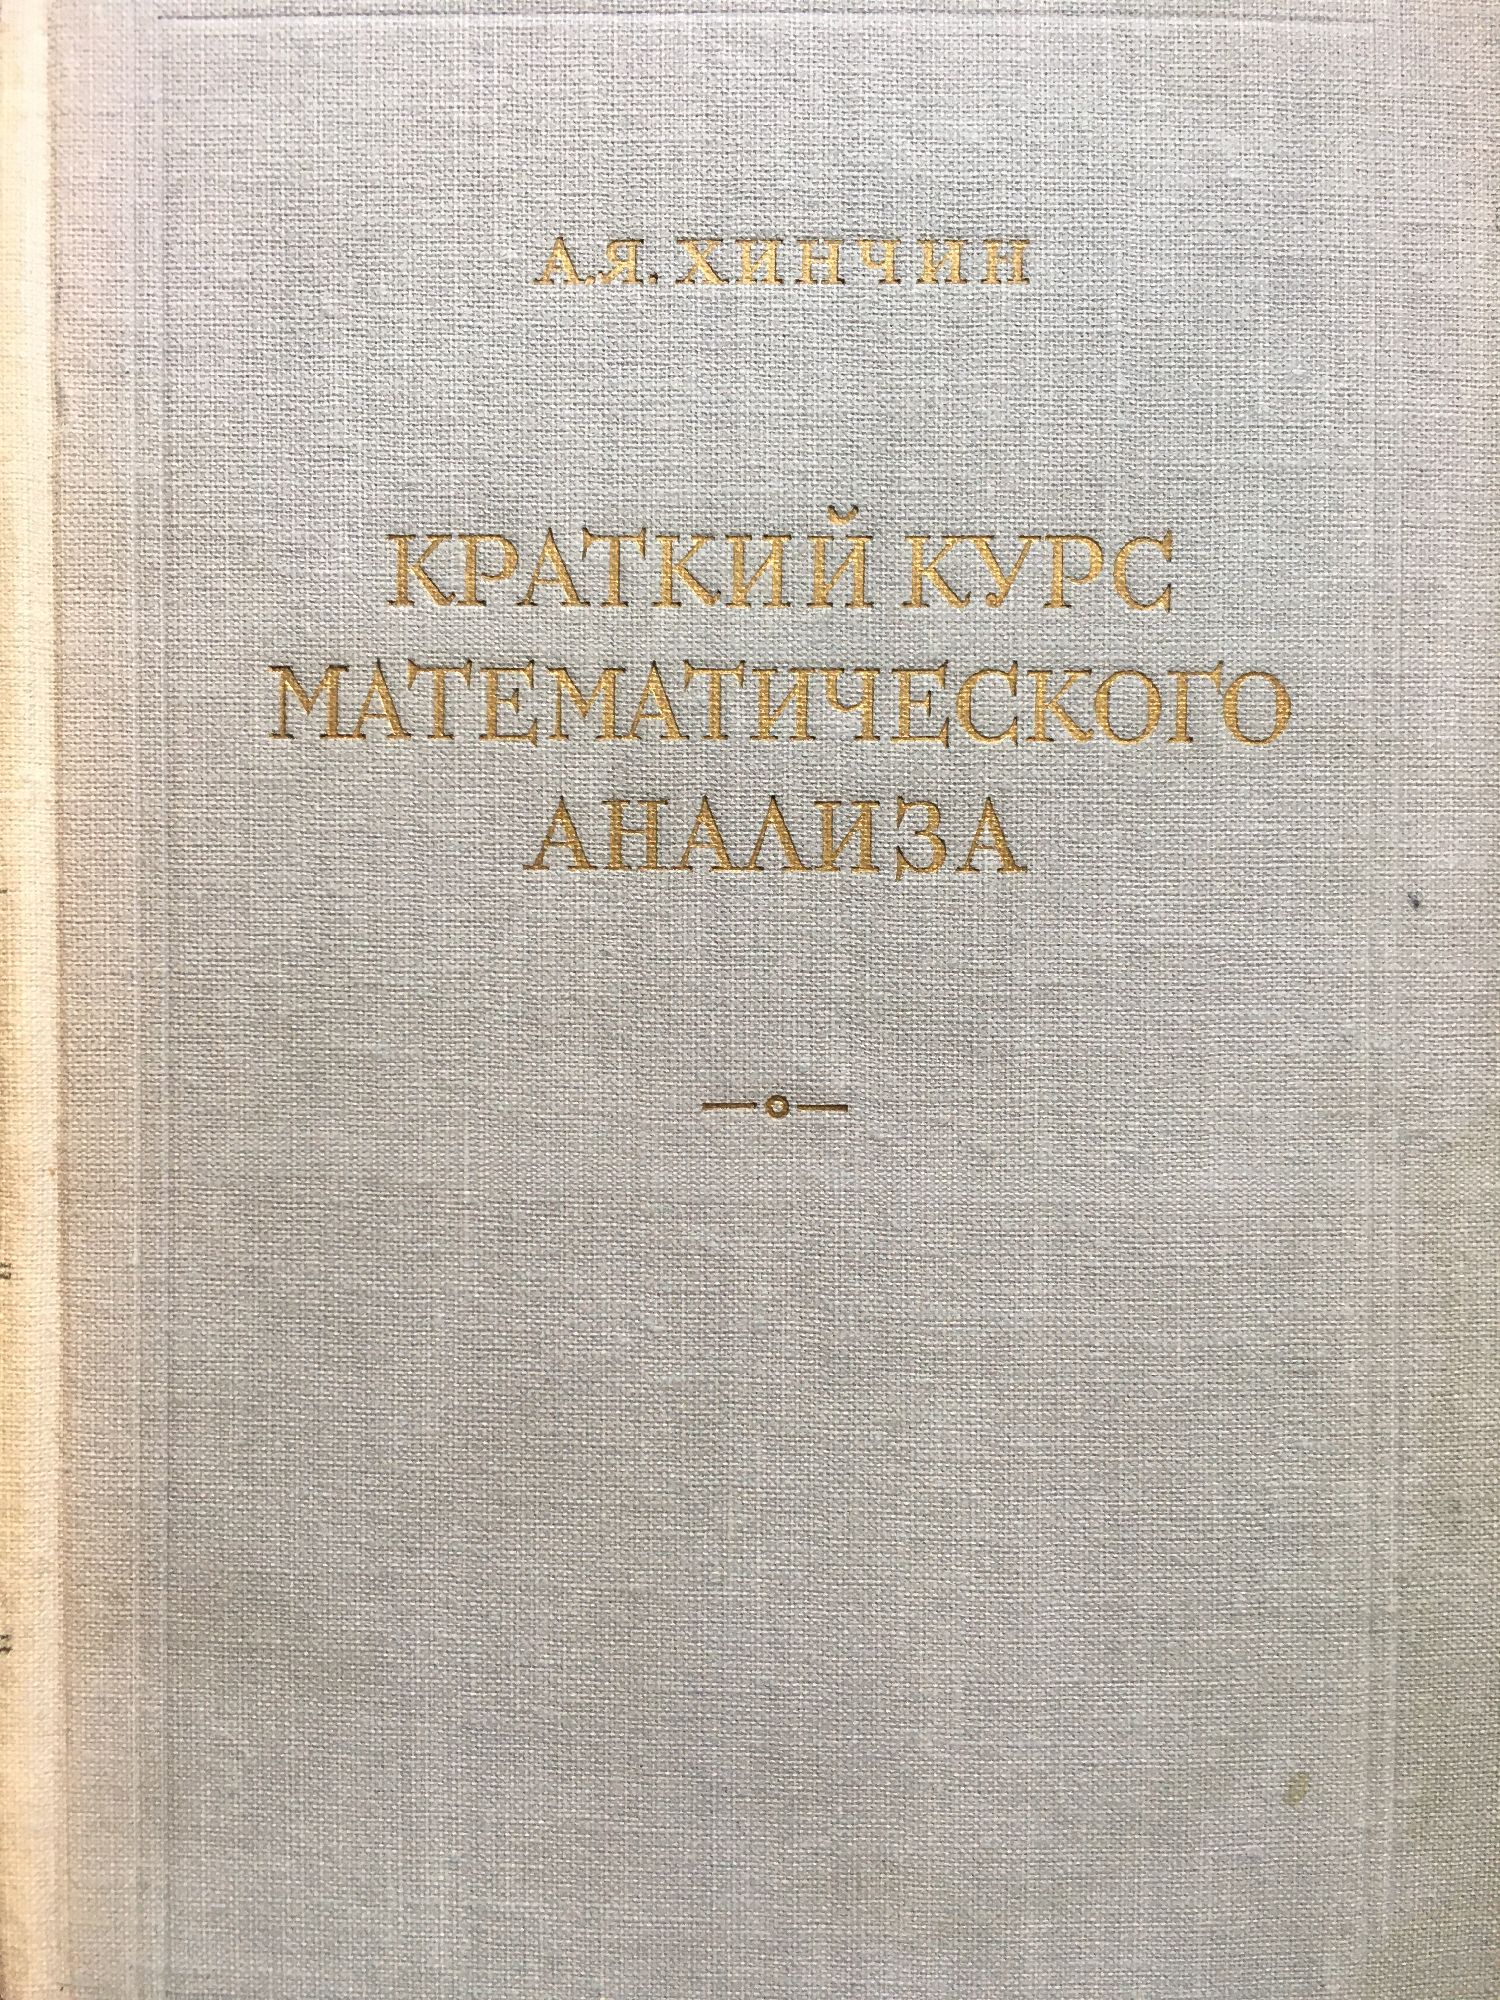 А.Я. ХИНЧИН
КРАТКИЙ КУРС
МАТЕМАТИЧЕСКОГО
АНАЛИЗА